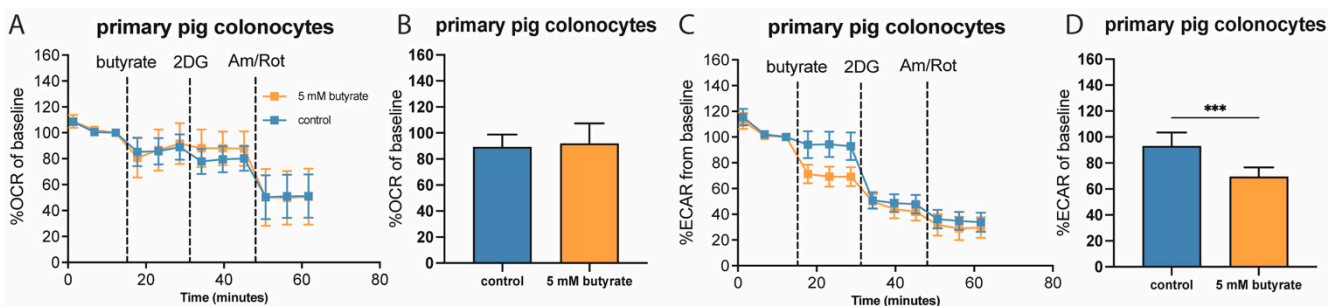 A
primary pig colonocytes
butyrate
2DG
Am/Rot
5 mM butyrate
control
%OCR of baseline
160
140
120
100
80
60
40
20
0
0
20
40
60
80
Time (minutes)
B
primary pig colonocytes
%OCR of baseline
160
140
120
100
80
60
40
20
0
control
5 mM butyrate
C
primary pig colonocytes
butyrate
2DG
Am/Rot
%ECAR from baseline
160
140
120
100
80
60
40
20
0
0
20
40
60
80
Time (minutes)
D
primary pig colonocytes
***
%ECAR of baseline
160
140
120
100
80
60
40
20
0
control
5 mM butyrate